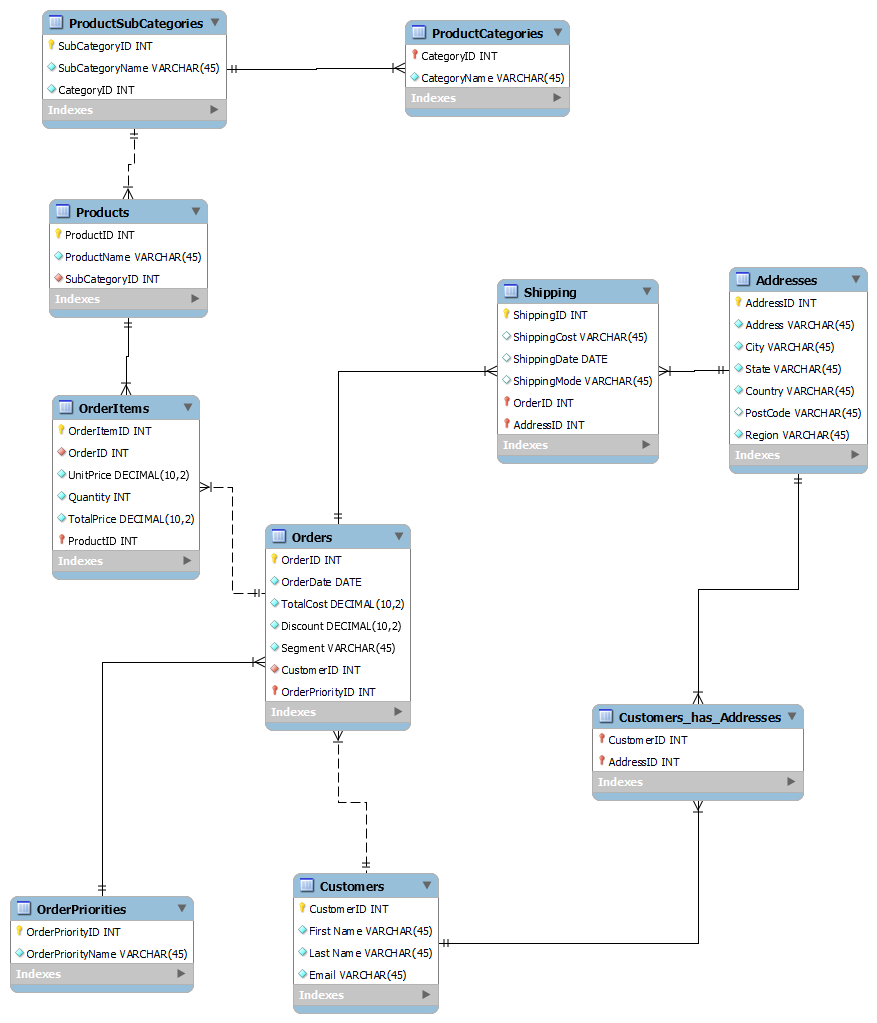 ProductSubCategories
SubCategoryID INT
SubCategoryName VARCHAR(45)
CategoryID INT
Indexes
ProductCategories
CategoryID INT
CategoryName VARCHAR(45)
Indexes
Products
ProductID INT
ProductName VARCHAR(45)
SubCategoryID INT
Indexes
Shipping
ShippingID INT
ShippingCost VARCHAR(45)
ShippingDate DATE
ShippingMode VARCHAR(45)
OrderID INT
AddressID INT
Indexes
Addresses
AddressID INT
Address VARCHAR(45)
City VARCHAR(45)
State VARCHAR(45)
Country VARCHAR(45)
PostCode VARCHAR(45)
Region VARCHAR(45)
Indexes
OrderItems
OrderItemID INT
OrderID INT
UnitPrice DECIMAL(10,2)
Quantity INT
TotalPrice DECIMAL(10,2)
ProductID INT
Indexes
Orders
OrderID INT
OrderDate DATE
TotalCost DECIMAL(10,2)
Discount DECIMAL(10,2)
Segment VARCHAR(45)
CustomerID INT
OrderPriorityID INT
Indexes
Customers_has_Addresses
CustomerID INT
AddressID INT
Indexes
OrderPriorities
OrderPriorityID INT
OrderPriorityName VARCHAR(45)
Indexes
Customers
CustomerID INT
First Name VARCHAR(45)
Last Name VARCHAR(45)
Email VARCHAR(45)
Indexes